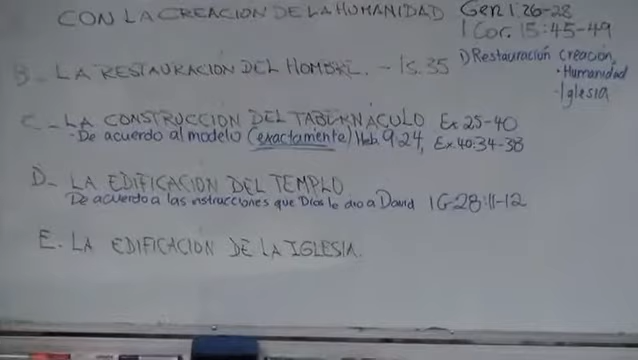 CON LA CREACION DE LA HUMANIDAD Gen 1:26-28
1 Cor. 15:45-49
B- LA RESTAURACION DEL HOMBRE. - Is. 35
1) Restauración creación
· Humanidad
- Iglesia
C- LA CONSTRUCCION DEL TABERNÁCULO Ex 25-40
- De acuerdo al modelo (exactamente) Heb 9:24, Ex. 40:34-38
D- LA EDIFICACION DEL TEMPLO
De acuerdo a las instrucciones que Dios le dio a David 1 Cr 28:11-12
E. LA EDIFICACION DE LA IGLESIA.